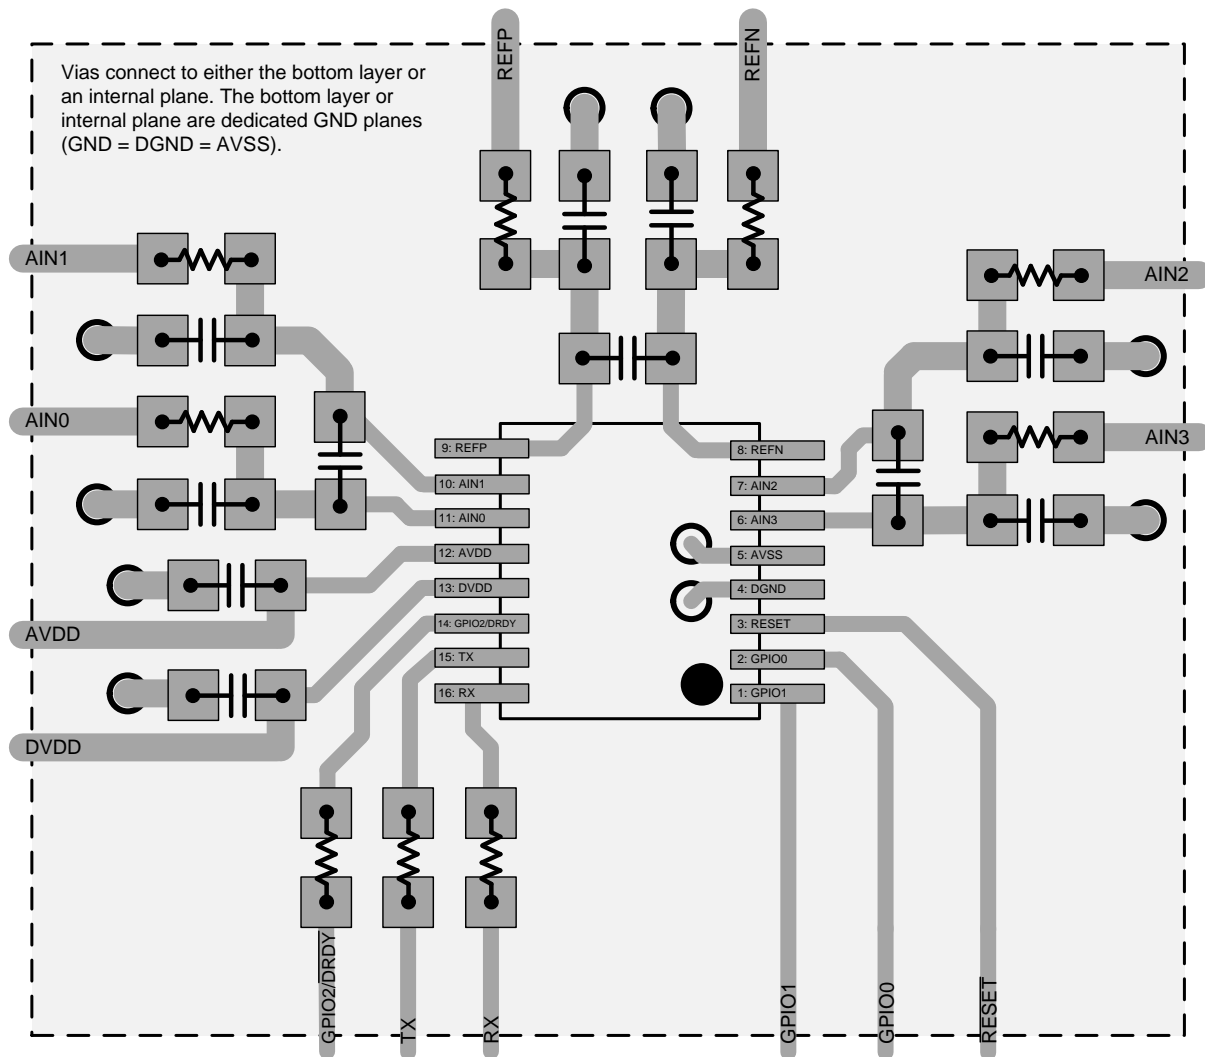 REFP
REFN
Vias connect to either the bottom layer or
an internal plane. The bottom layer or
internal plane are dedicated GND planes
(GND = DGND = AVSS).
AIN1
AIN2
AIN0
AIN3
9: REFP
8: REFN
10: AIN1
7: AIN2
11: AIN0
6: AIN3
12: AVDD
5: AVSS
13: DVDD
4: DGND
14: GPIO2/DRDY
3: RESET
15: TX
2: GPIO0
16: RX
1: GPIO1
AVDD
DVDD
GPIO2/D̅R̅D̅Y̅
TX
RX
GPIO1
GPIO0
R̅E̅S̅E̅T̅